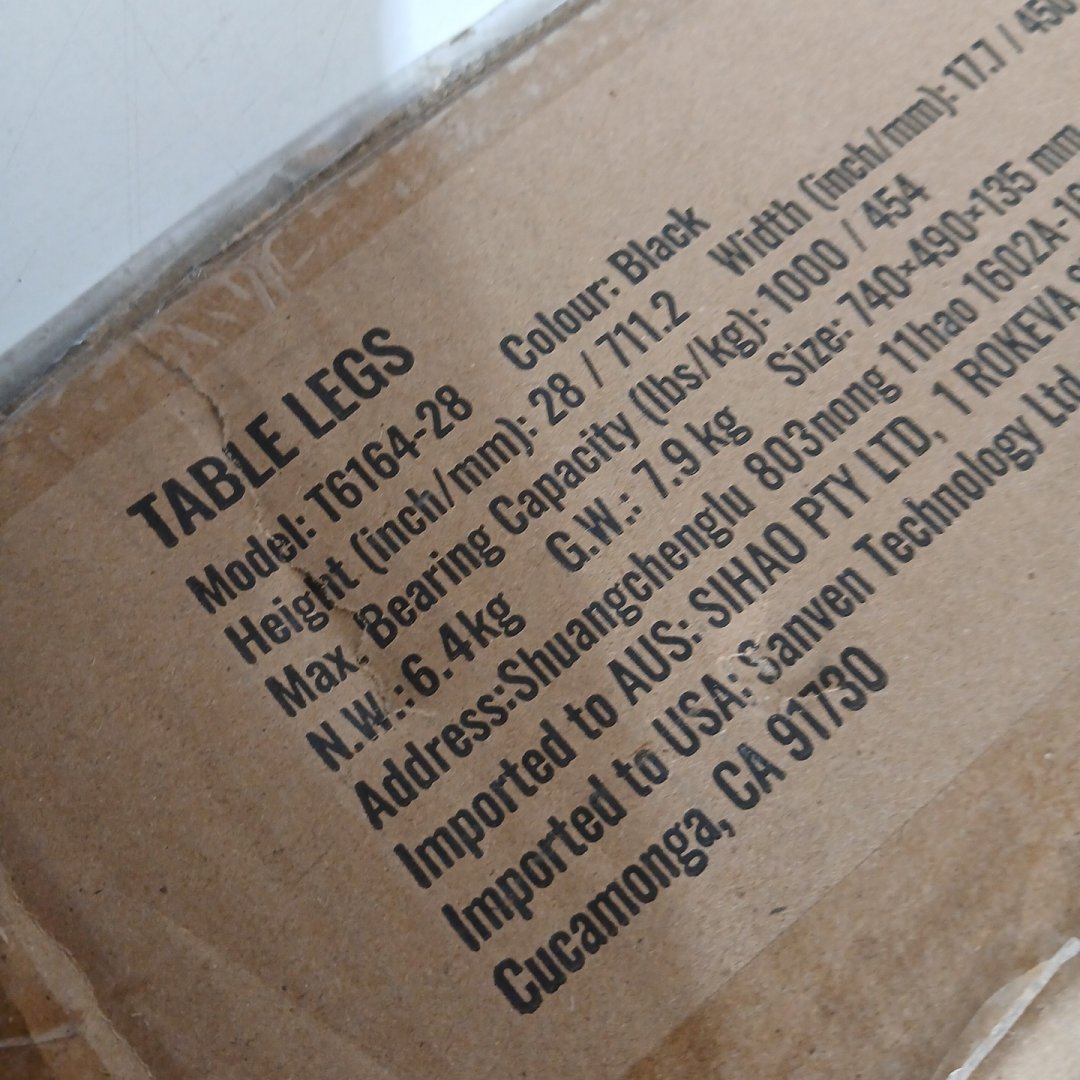 TABLE LEGS
Model: T6164-28 Colour: Black
Height (inch/mm): 28 / 711.2 Width (inch/mm): 17.7 / 450
Max. Bearing Capacity (lbs/kg): 1000 / 454
N.W.:6.4kg G.W.: 7.9 kg Size: 740×490×135 mm
Address:Shuangchenglu 803nong 11hao 1602A-
Imported to AUS: SIHAO PTY LTD, 1 ROKEVA
Imported to USA: Sanven Technology Ltd
Cucamonga, CA 91730